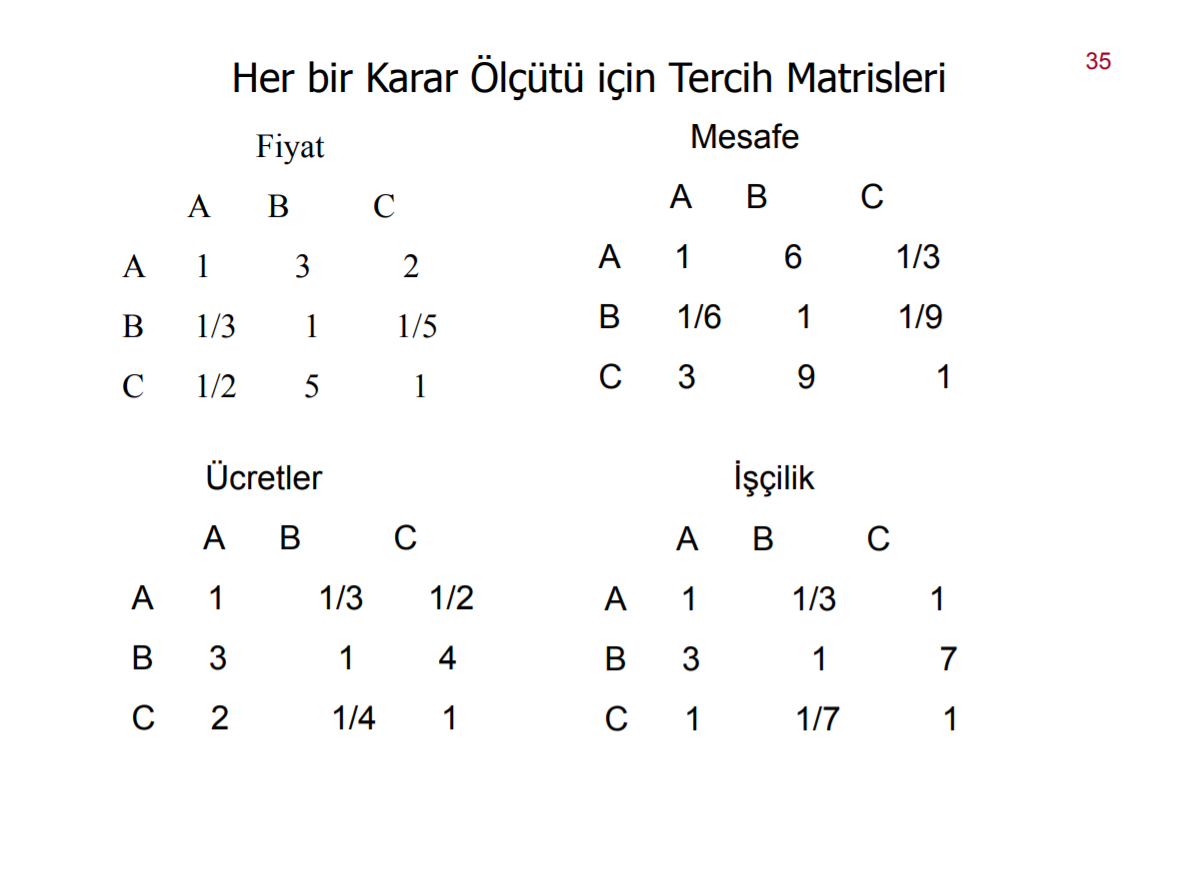 35
Her bir Karar Ölçütü için Tercih Matrisleri
Fiyat
A B C
A 1 3 2
B 1/3 1 1/5
C 1/2 5 1
Mesafe
A B C
A 1 6 1/3
B 1/6 1 1/9
C 3 9 1
Ücretler
A B C
A 1 1/3 1/2
B 3 1 4
C 2 1/4 1
İşçilik
A B C
A 1 1/3 1
B 3 1 7
C 1 1/7 1